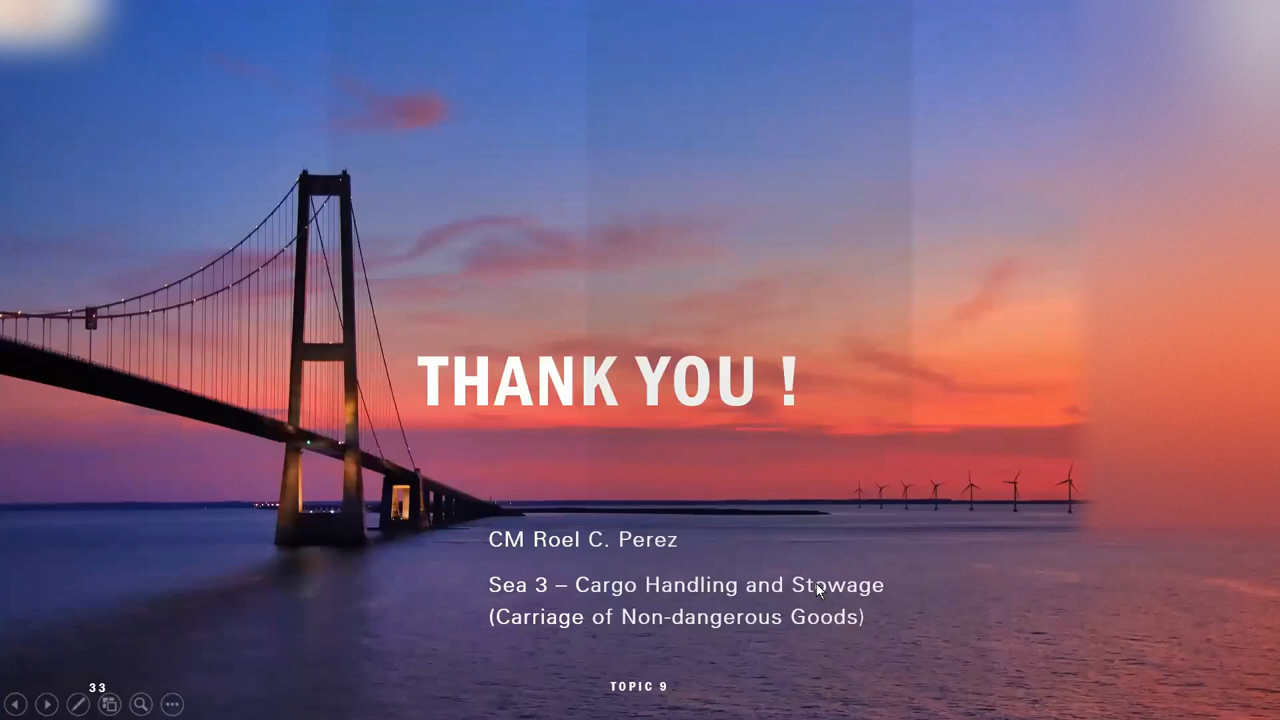 THANK YOU !
CM Roel C. Perez
Sea 3 – Cargo Handling and Stowage
(Carriage of Non-dangerous Goods)
33
TOPIC 9